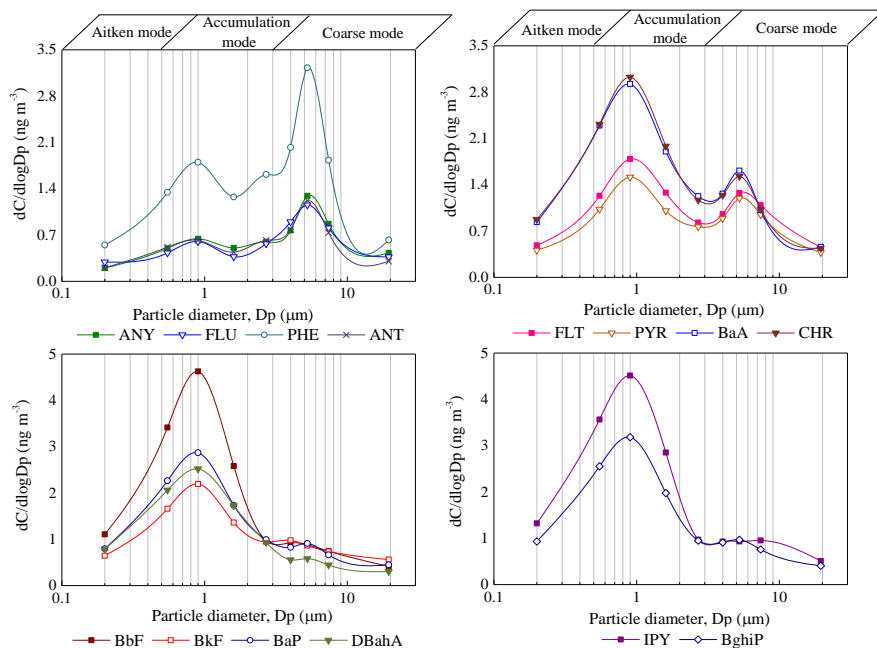 Aitken mode
Accumulation
mode
Coarse mode
3.5
2.8
2.1
1.4
0.7
0.0
dC/dlogDp (ng m-3)
0.1
1
10
Particle diameter, Dp (μm)
ANY
FLU
PHE
ANT
Aitken mode
Accumulation
mode
Coarse mode
3.5
2.8
2.1
1.4
0.7
0.0
dC/dlogDp (ng m-3)
0.1
1
10
Particle diameter, Dp (μm)
FLT
PYR
BaA
CHR
5
4
3
2
1
0
dC/dlogDp (ng m-3)
0.1
1
10
Particle diameter, Dp (μm)
BbF
BkF
BaP
DBahA
5
4
3
2
1
0
dC/dlogDp (ng m-3)
0.1
1
10
Particle diameter, Dp (μm)
IPY
BghiP